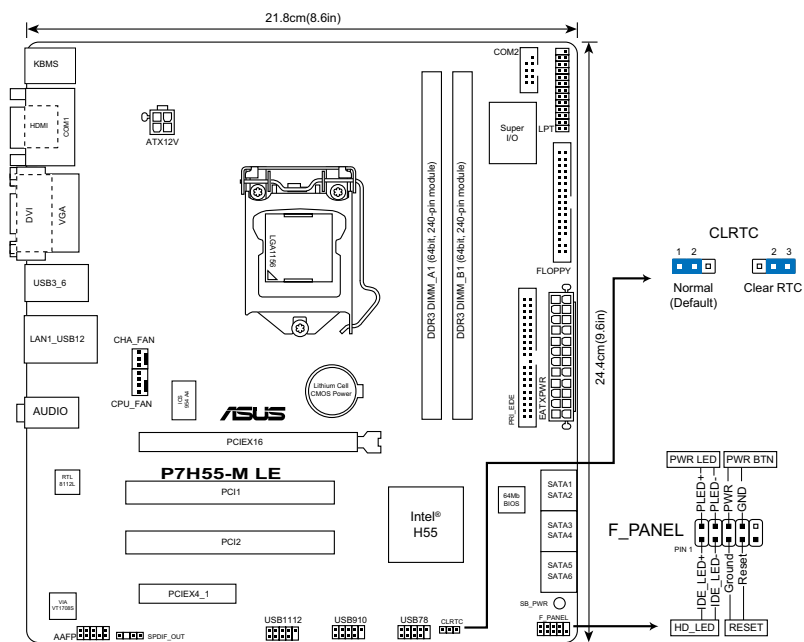 21.8cm(8.6in)
KBMS
COM2
HDMI
COM1
ATX12V
Super
I/O
LPT
DVI
VGA
LGA1156
DDR3 DIMM_A1 (64bit, 240-pin module)
DDR3 DIMM_B1 (64bit, 240-pin module)
FLOPPY
CLRTC
1 2
2 3
Normal
(Default)
Clear RTC
USB3_6
24.4cm(9.6in)
LAN1_USB12
CHA_FAN
CPU_FAN
ICS
954 A4
Lithium Cell
CMOS Power
PRI_EIDE
EATXPWR
AUDIO
ASUS
PCIEX16
P7H55-M LE
RTL
8112L
PCI1
64Mb
BIOS
SATA1
SATA2
PWR LED
PWR BTN
PLED+
PLED-
PWR
GND
Intel®
H55
SATA3
SATA4
F_PANEL
PIN 1
PCI2
SATA5
SATA6
IDE_LED+
IDE_LED-
Ground
Reset
PCIEX4_1
VIA
VT1708S
SB_PWR
HD_LED
RESET
AAFP
SPDIF_OUT
USB1112
USB910
USB78
CLRTC
F_PANEL